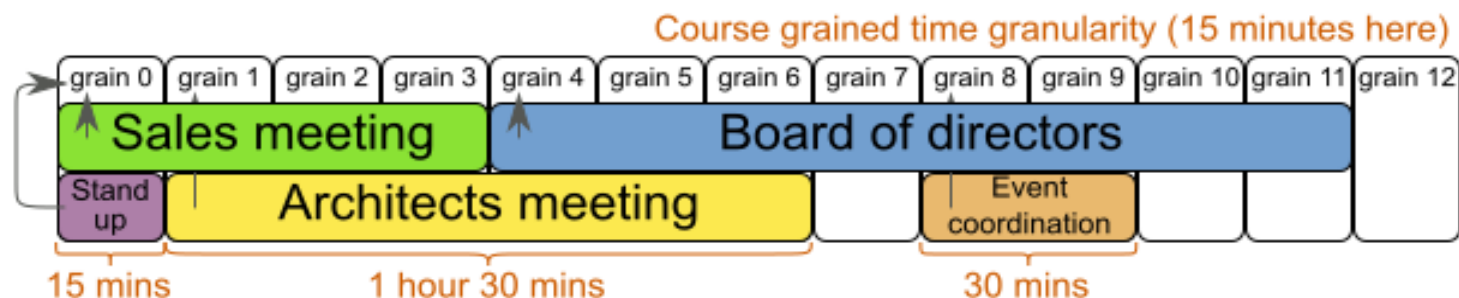 Course grained time granularity (15 minutes here)
grain 0 grain 1 grain 2 grain 3 grain 4 grain 5 grain 6 grain 7 grain 8 grain 9 grain 10 grain 11 grain 12
Sales meeting Board of directors
Stand
up
Architects meeting
Event
coordination
15 mins 1 hour 30 mins 30 mins